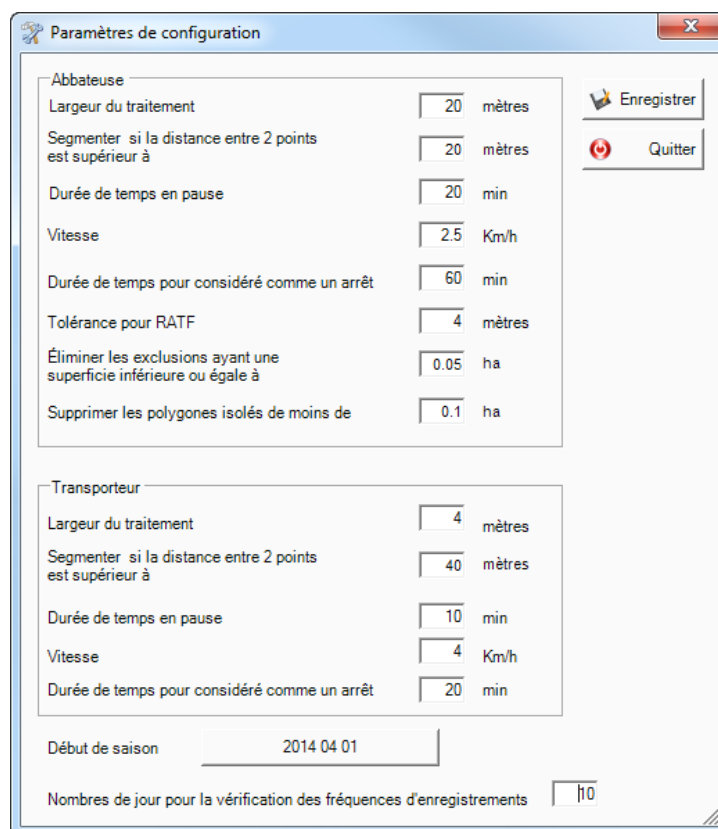 Paramètres de configuration
Abbateuse
Largeur du traitement 20 mètres
Enregistrer
Segmenter si la distance entre 2 points
est supérieur à 20 mètres
Quitter
Durée de temps en pause 20 min
Vitesse 2.5 Km/h
Durée de temps pour considéré comme un arrêt 60 min
Tolérance pour RATF 4 mètres
Éliminer les exclusions ayant une
superficie inférieure ou égale à 0.05 ha
Supprimer les polygones isolés de moins de 0.1 ha
Transporteur
Largeur du traitement 4 mètres
Segmenter si la distance entre 2 points
est supérieur à 40 mètres
Durée de temps en pause 10 min
Vitesse 4 Km/h
Durée de temps pour considéré comme un arrêt 20 min
Début de saison 2014 04 01
Nombres de jour pour la vérification des fréquences d'enregistrements 10